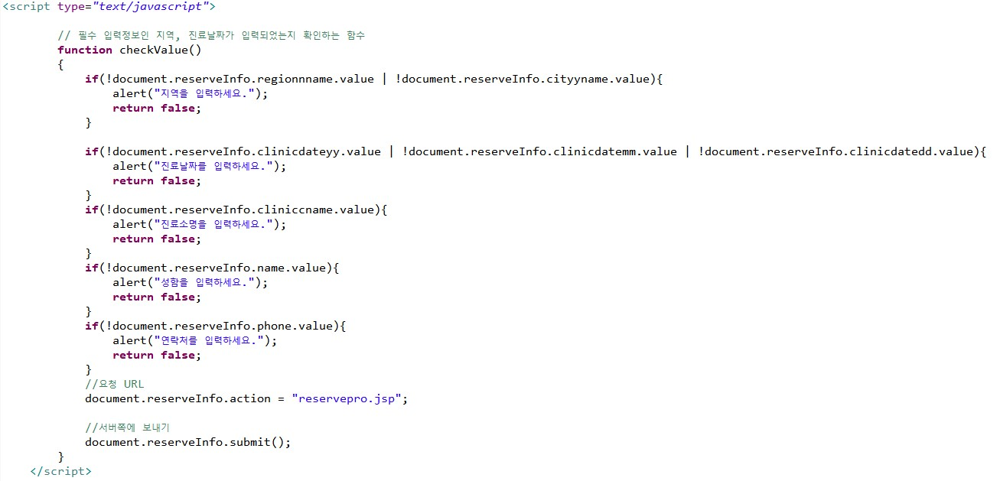 <script type="text/javascript">
// 필수 입력정보인 지역, 진료날짜가 입력되었는지 확인하는 함수
function checkValue()
{
if(!document.reserveInfo.regionnname.value | !document.reserveInfo.cityyname.value){
alert("지역을 입력하세요.");
return false;
}
if(!document.reserveInfo.clinicdateyy.value | !document.reserveInfo.clinicdatemm.value | !document.reserveInfo.clinicdatedd.value){
alert("진료날짜를 입력하세요.");
return false;
}
if(!document.reserveInfo.cliniccname.value){
alert("진료소명을 입력하세요.");
return false;
}
if(!document.reserveInfo.name.value){
alert("성함을 입력하세요.");
return false;
}
if(!document.reserveInfo.phone.value){
alert("연락처를 입력하세요.");
return false;
}
//요청 URL
document.reserveInfo.action = "reservepro.jsp";
//서버쪽에 보내기
document.reserveInfo.submit();
}
</script>